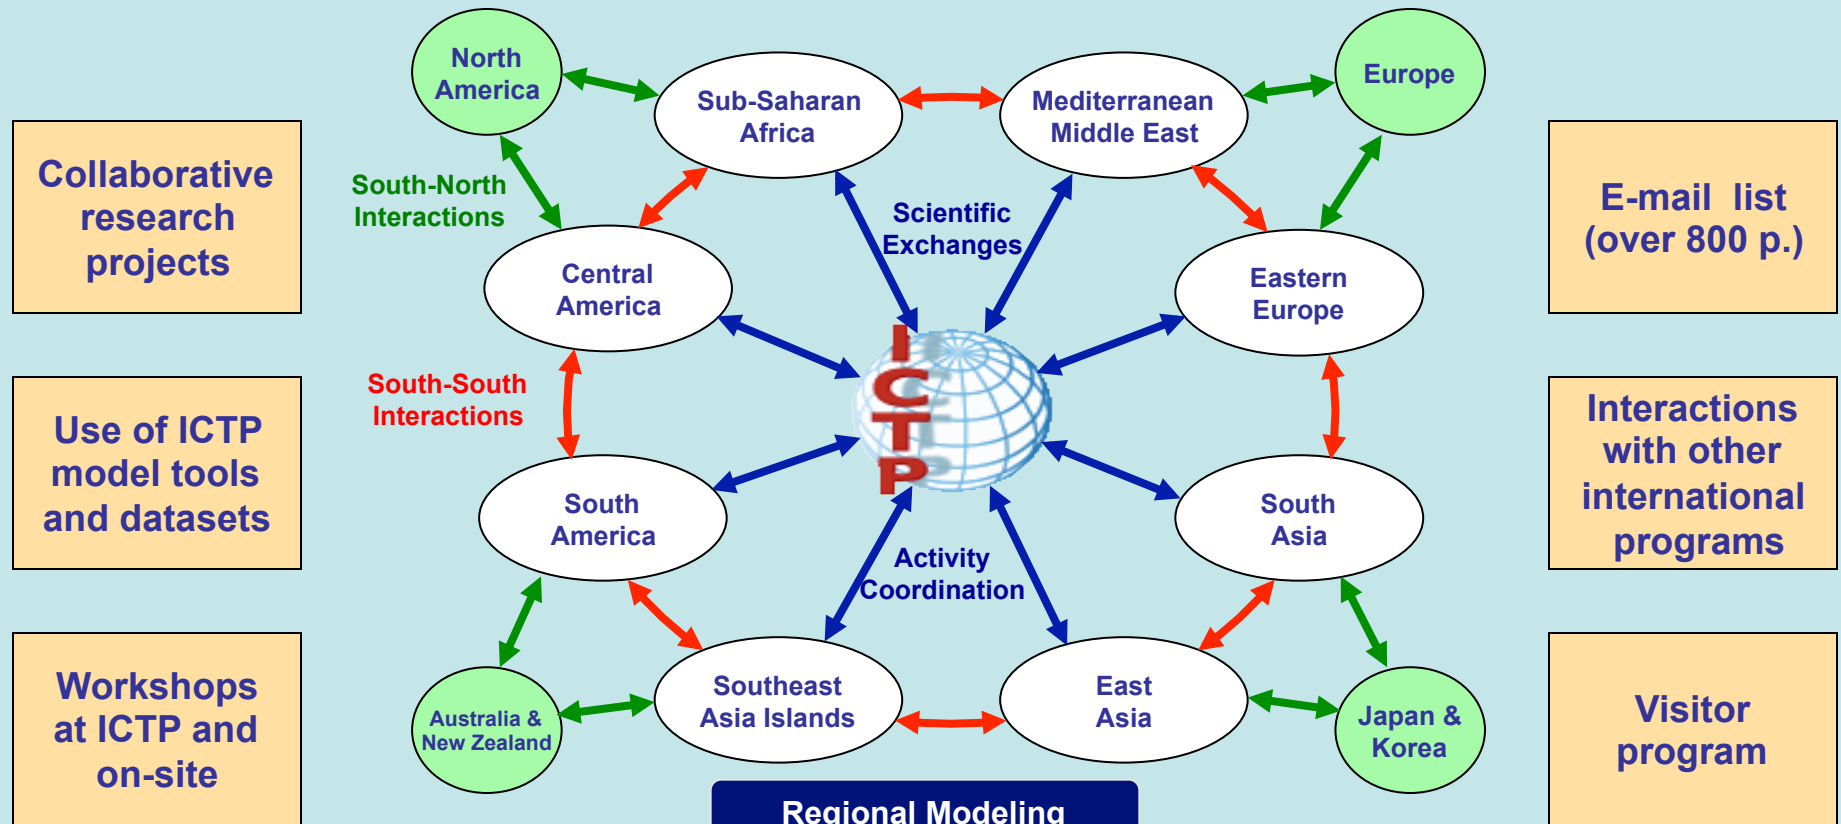 North
America
Sub-Saharan
Africa
Mediterranean
Middle East
Europe
Collaborative
research
projects
South-North
Interactions
Scientific
Exchanges
E-mail  list
(over 800 p.)
Central
America
Eastern
Europe
I
C
T
P
South-South
Interactions
Use of ICTP
model tools
and datasets
Interactions
with other
international
programs
South
America
South
Asia
Activity
Coordination
Workshops
at ICTP and
on-site
Australia &
New Zealand
Southeast
Asia Islands
East
Asia
Japan &
Korea
Visitor
program
Regional Modeling